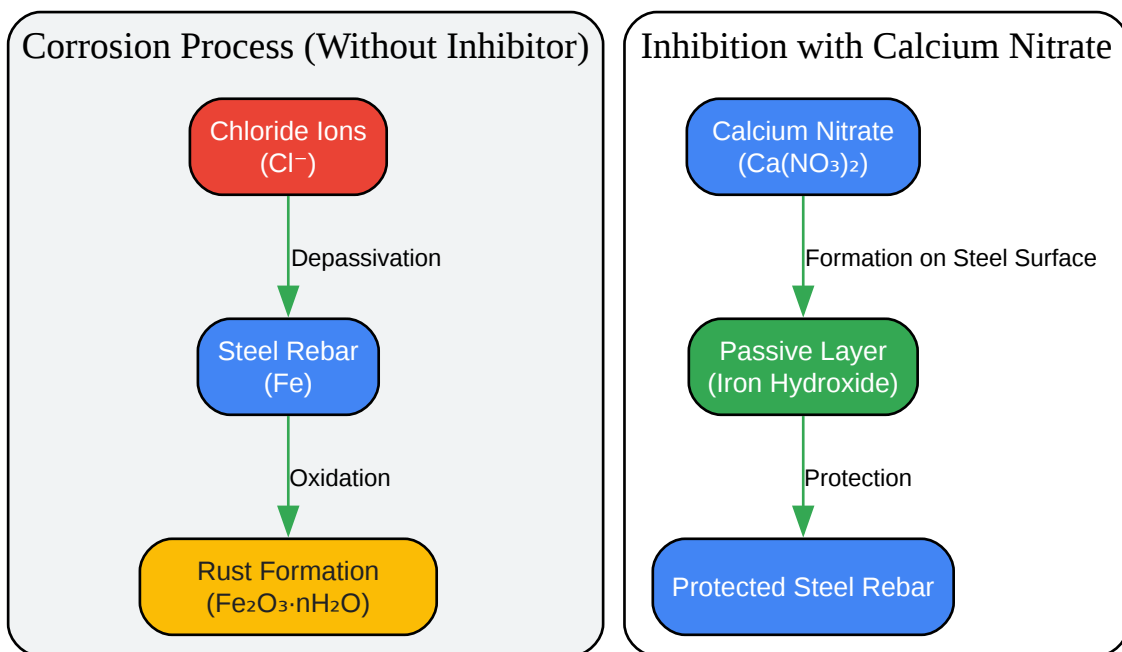 Corrosion Process (Without Inhibitor)
Chloride Ions
(Cl⁻)
Depassivation
Steel Rebar
(Fe)
Oxidation
Rust Formation
(Fe₂O₃·nH₂O)
Inhibition with Calcium Nitrate
Calcium Nitrate
(Ca(NO₃)₂)
Formation on Steel Surface
Passive Layer
(Iron Hydroxide)
Protection
Protected Steel Rebar